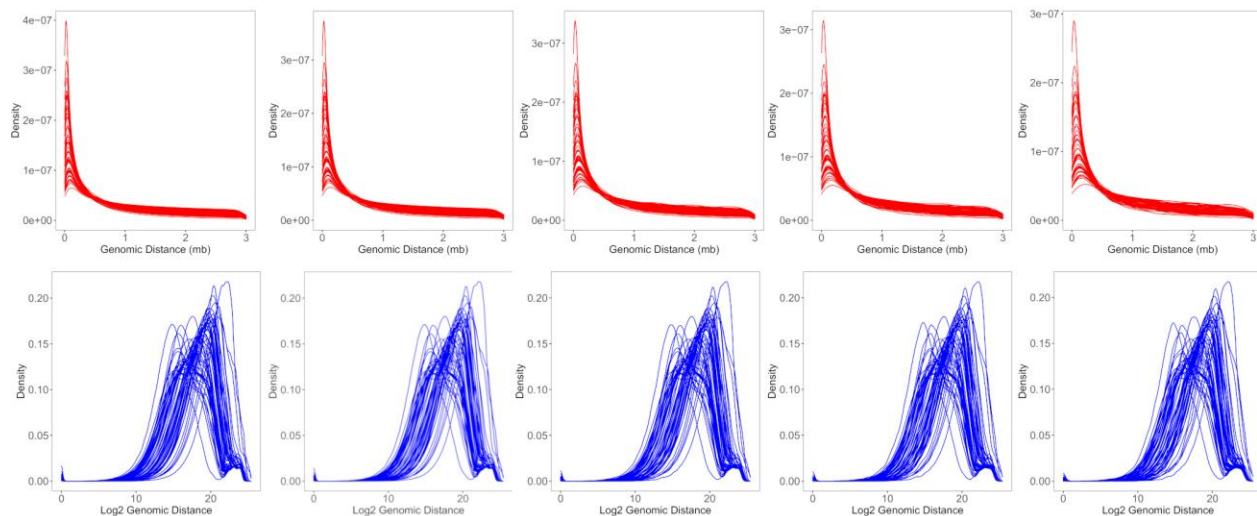 4e−07
3e−07
2e−07
1e−07
0e+00
Density
0 1 2 3
Genomic Distance (mb)
3e−07
2e−07
1e−07
0e+00
Density
0 1 2 3
Genomic Distance (mb)
3e−07
2e−07
1e−07
0e+00
Density
0 1 2 3
Genomic Distance (mb)
3e−07
2e−07
1e−07
0e+00
Density
0 1 2 3
Genomic Distance (mb)
3e−07
2e−07
1e−07
0e+00
Density
0 1 2 3
Genomic Distance (mb)
0.20
0.15
0.10
0.05
0.00
Density
0 10 20
Log2 Genomic Distance
0.20
0.15
0.10
0.05
0.00
Density
0 10 20
Log2 Genomic Distance
0.20
0.15
0.10
0.05
0.00
Density
0 10 20
Log2 Genomic Distance
0.20
0.15
0.10
0.05
0.00
Density
0 10 20
Log2 Genomic Distance
0.20
0.15
0.10
0.05
0.00
Density
0 10 20
Log2 Genomic Distance